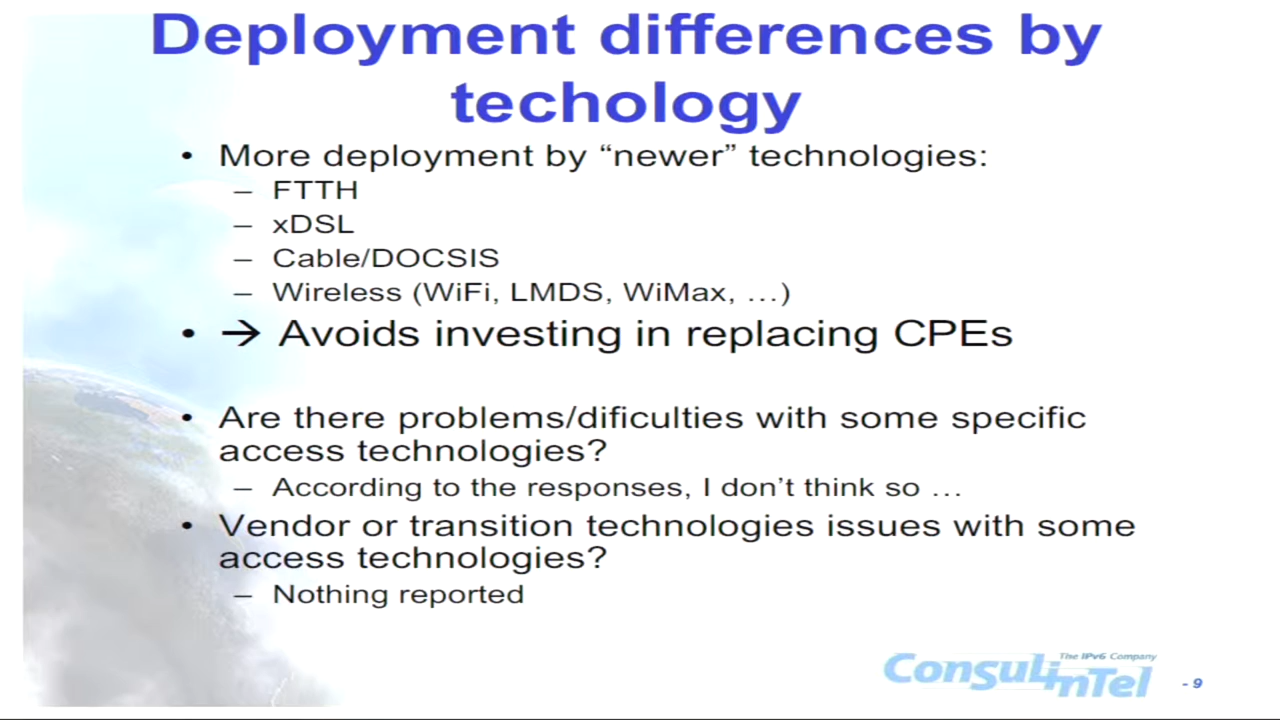 Deployment differences by
techology
• More deployment by “newer” technologies:
– FTTH
– xDSL
– Cable/DOCSIS
– Wireless (WiFi, LMDS, WiMax, …)
• → Avoids investing in replacing CPEs
• Are there problems/dificulties with some specific
access technologies?
– According to the responses, I don’t think so …
• Vendor or transition technologies issues with some
access technologies?
– Nothing reported
The IPv6 Company
ConsulinTel
- 9